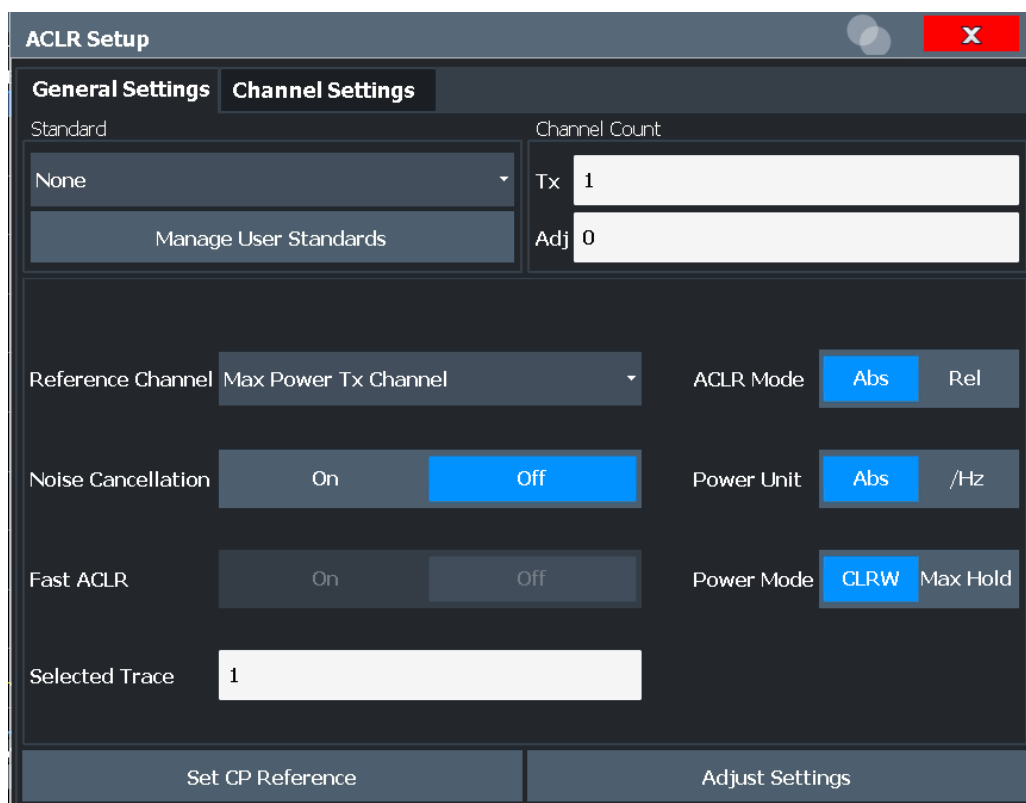 ACLR Setup X
General Settings Channel Settings
Standard Channel Count
None Tx 1
Manage User Standards Adj 0
Reference Channel Max Power Tx Channel ACLR Mode Abs Rel
Noise Cancellation On Off Power Unit Abs /Hz
Fast ACLR On Off Power Mode CLRW Max Hold
Selected Trace 1
Set CP Reference Adjust Settings